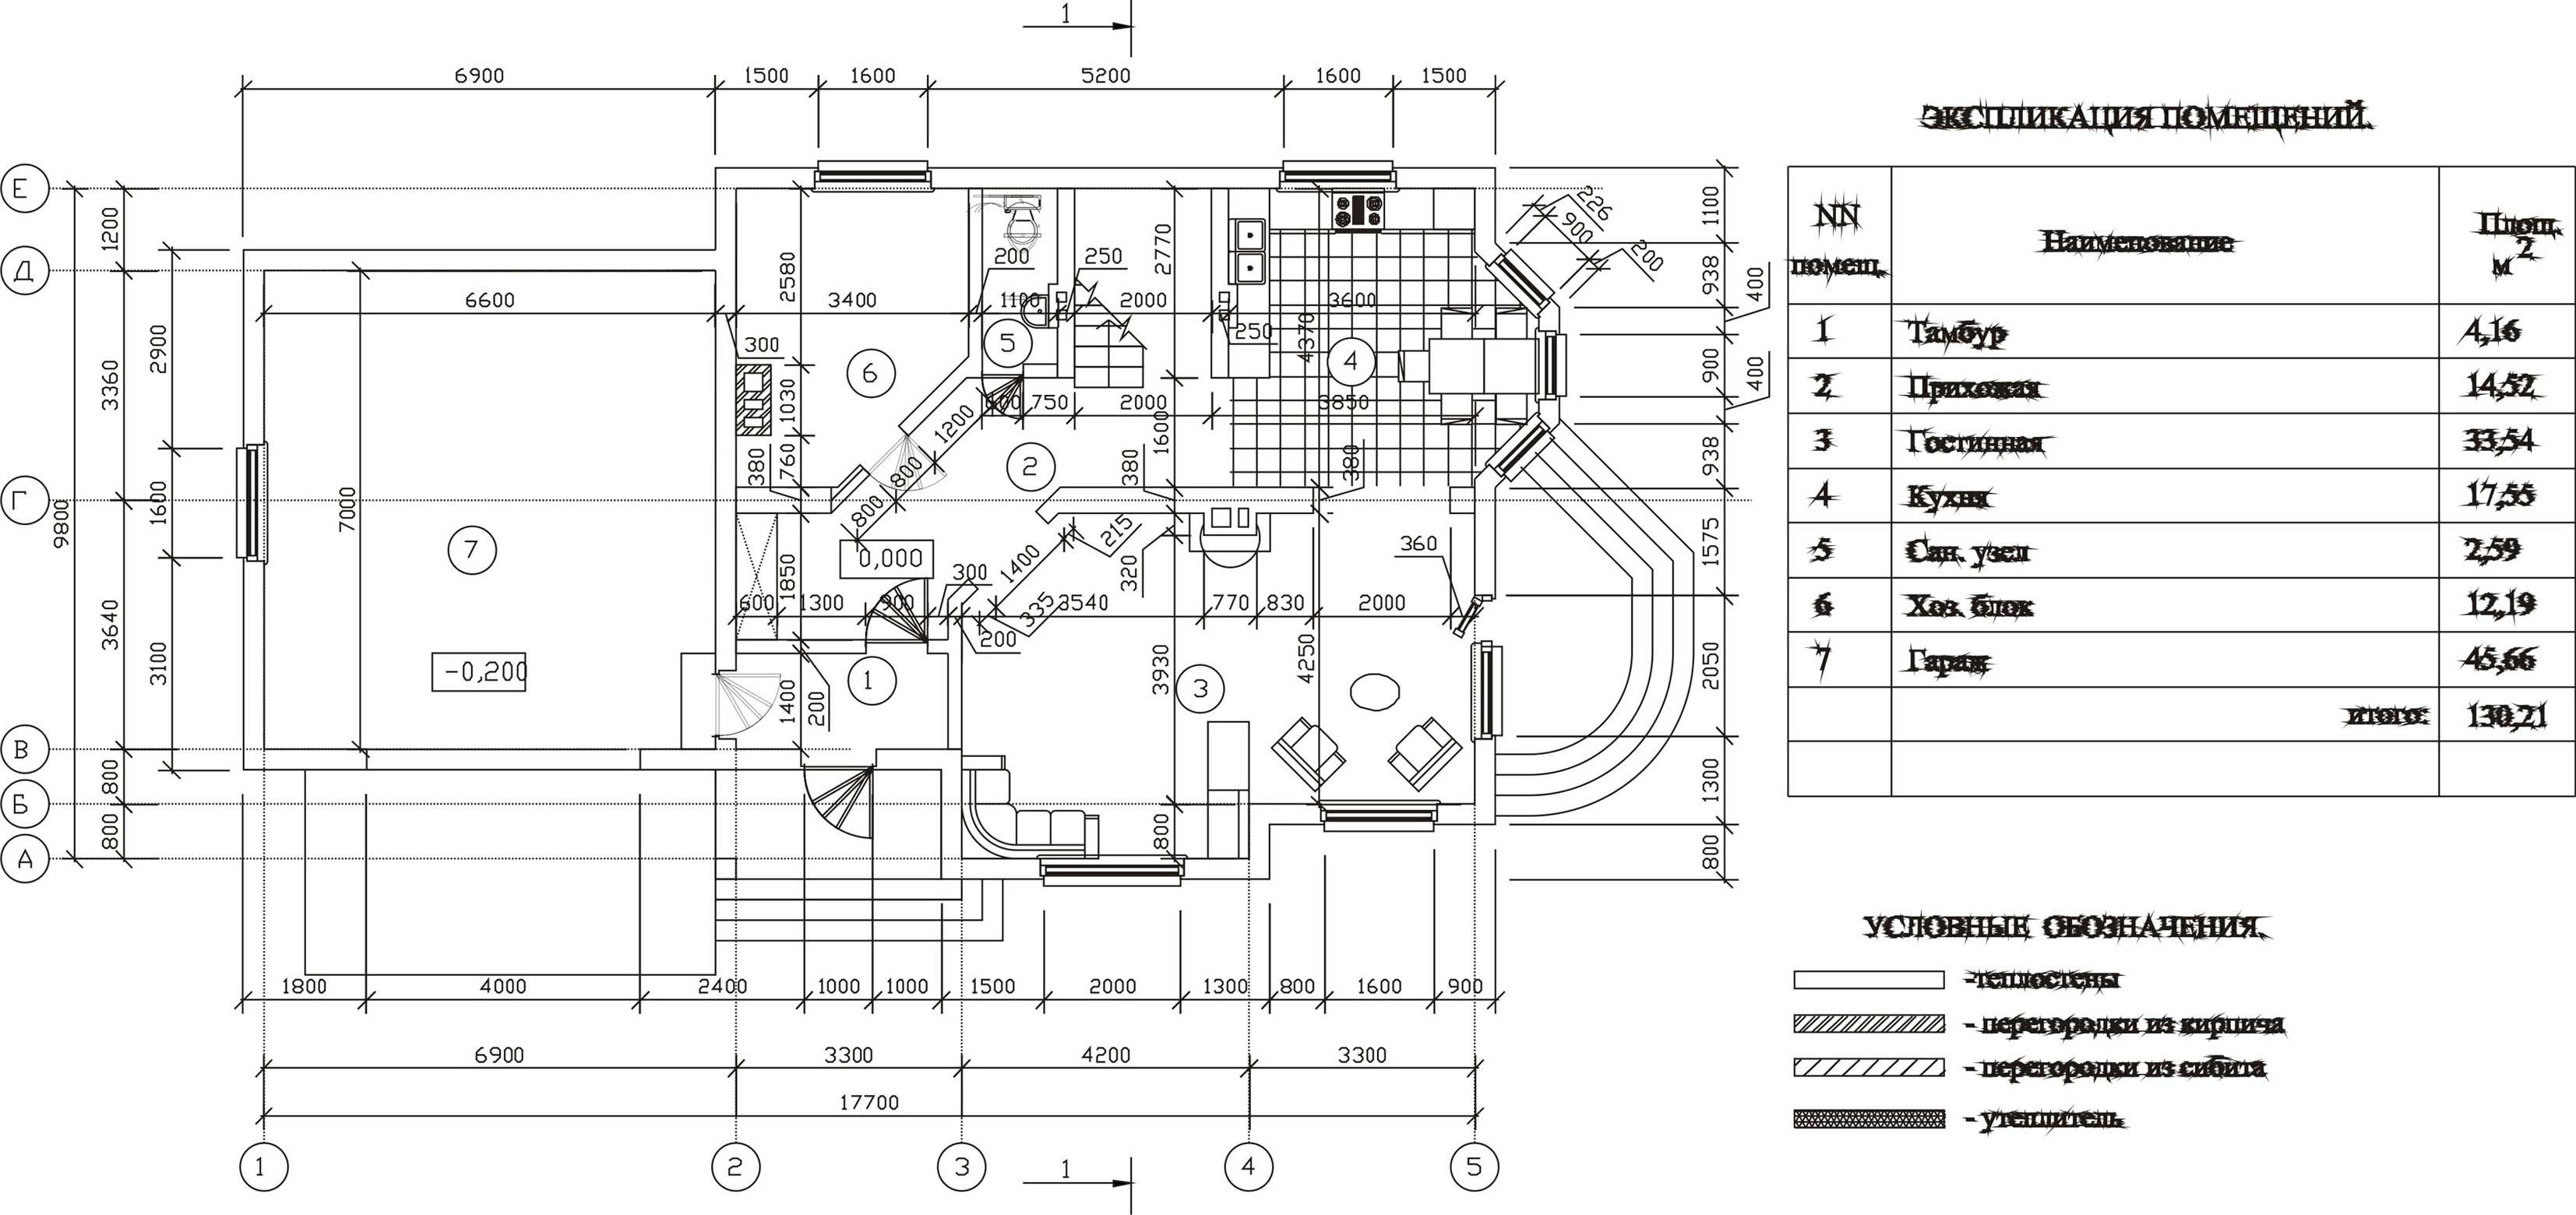 1
6900 1500 1600 5200 1600 1500
ЭКСПЛИКАЦИЯ ПОМЕЩЕНИЙ.
NN помещ. Наименование Площ. м2
1 Тамбур 4,16
2 Прихожая 14,52
3 Гостинная 33,54
4 Кухня 17,55
5 Сан. узел 2,59
6 Хоз. блок 12,19
7 Гараж 45,66
итого: 130,21
УСЛОВНЫЕ ОБОЗНАЧЕНИЯ.
-теплостены
- перегородки из кирпича
- перегородки из сибита
- утеплитель
Е
Д
Г
В
Б
А
9800
1200
3360
3640
800
800
2900
1600
3100
7000
6600
7
-0,200
300
2580
1030
760
380
1850
1400
200
3400
200
1100
250
2000
250
3600
2770
4370
6
5
4
750
2000
3850
1200
800
800
2
1600
380
380
0,000
215
1400
320
360
300
600 1300 900
335
200
3540 770 830 2000
1
3930
4250
3
800
226
900
200
1100
938
400
900
400
938
1575
2050
1300
800
1800 4000 2400 1000 1000 1500 2000 1300 800 1600 900
6900 3300 4200 3300
17700
1 2 3 4 5
1